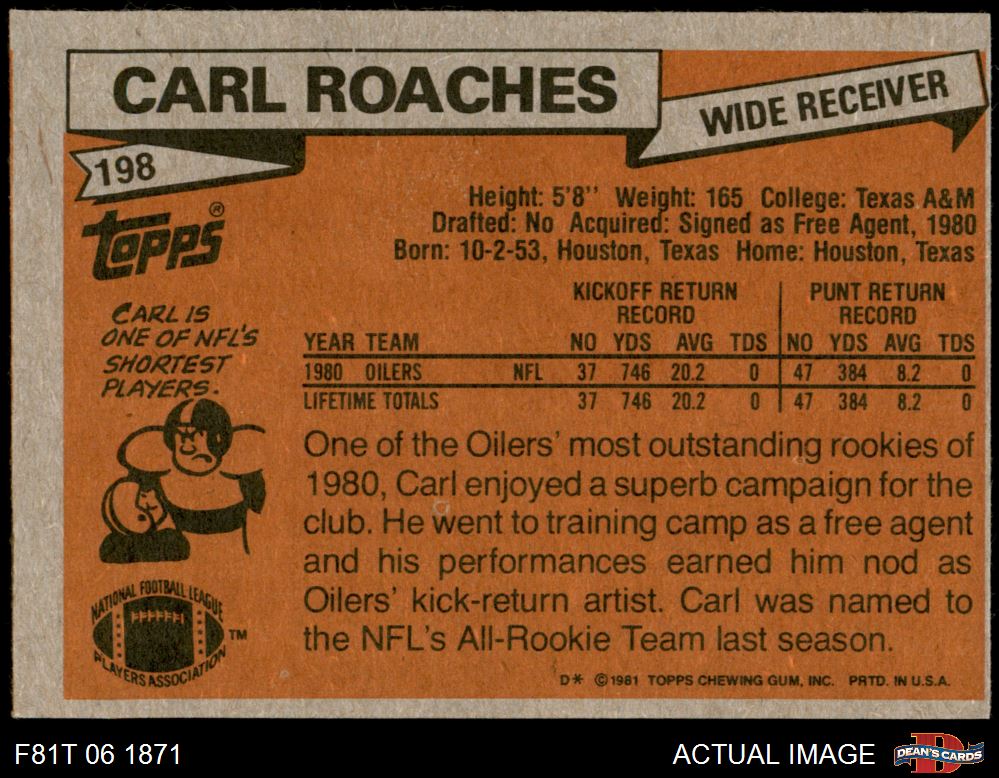 CARL ROACHES
WIDE RECEIVER
198
TOPPS®
Height: 5'8'' Weight: 165 College: Texas A&M
Drafted: No Acquired: Signed as Free Agent, 1980
Born: 10-2-53, Houston, Texas Home: Houston, Texas
CARL IS
ONE OF NFL'S
SHORTEST
PLAYERS.
KICKOFF RETURN PUNT RETURN
RECORD RECORD
YEAR TEAM NO YDS AVG TDS NO YDS AVG TDS
1980 OILERS NFL 37 746 20.2 0 47 384 8.2 0
LIFETIME TOTALS 37 746 20.2 0 47 384 8.2 0
One of the Oilers' most outstanding rookies of
1980, Carl enjoyed a superb campaign for the
club. He went to training camp as a free agent
and his performances earned him nod as
Oilers' kick-return artist. Carl was named to
the NFL's All-Rookie Team last season.
NATIONAL FOOTBALL LEAGUE
PLAYERS ASSOCIATION
TM
D* ©1981 TOPPS CHEWING GUM, INC. PRTD. IN U.S.A.
F81T 06 1871
ACTUAL IMAGE
D
DEAN'S CARDS